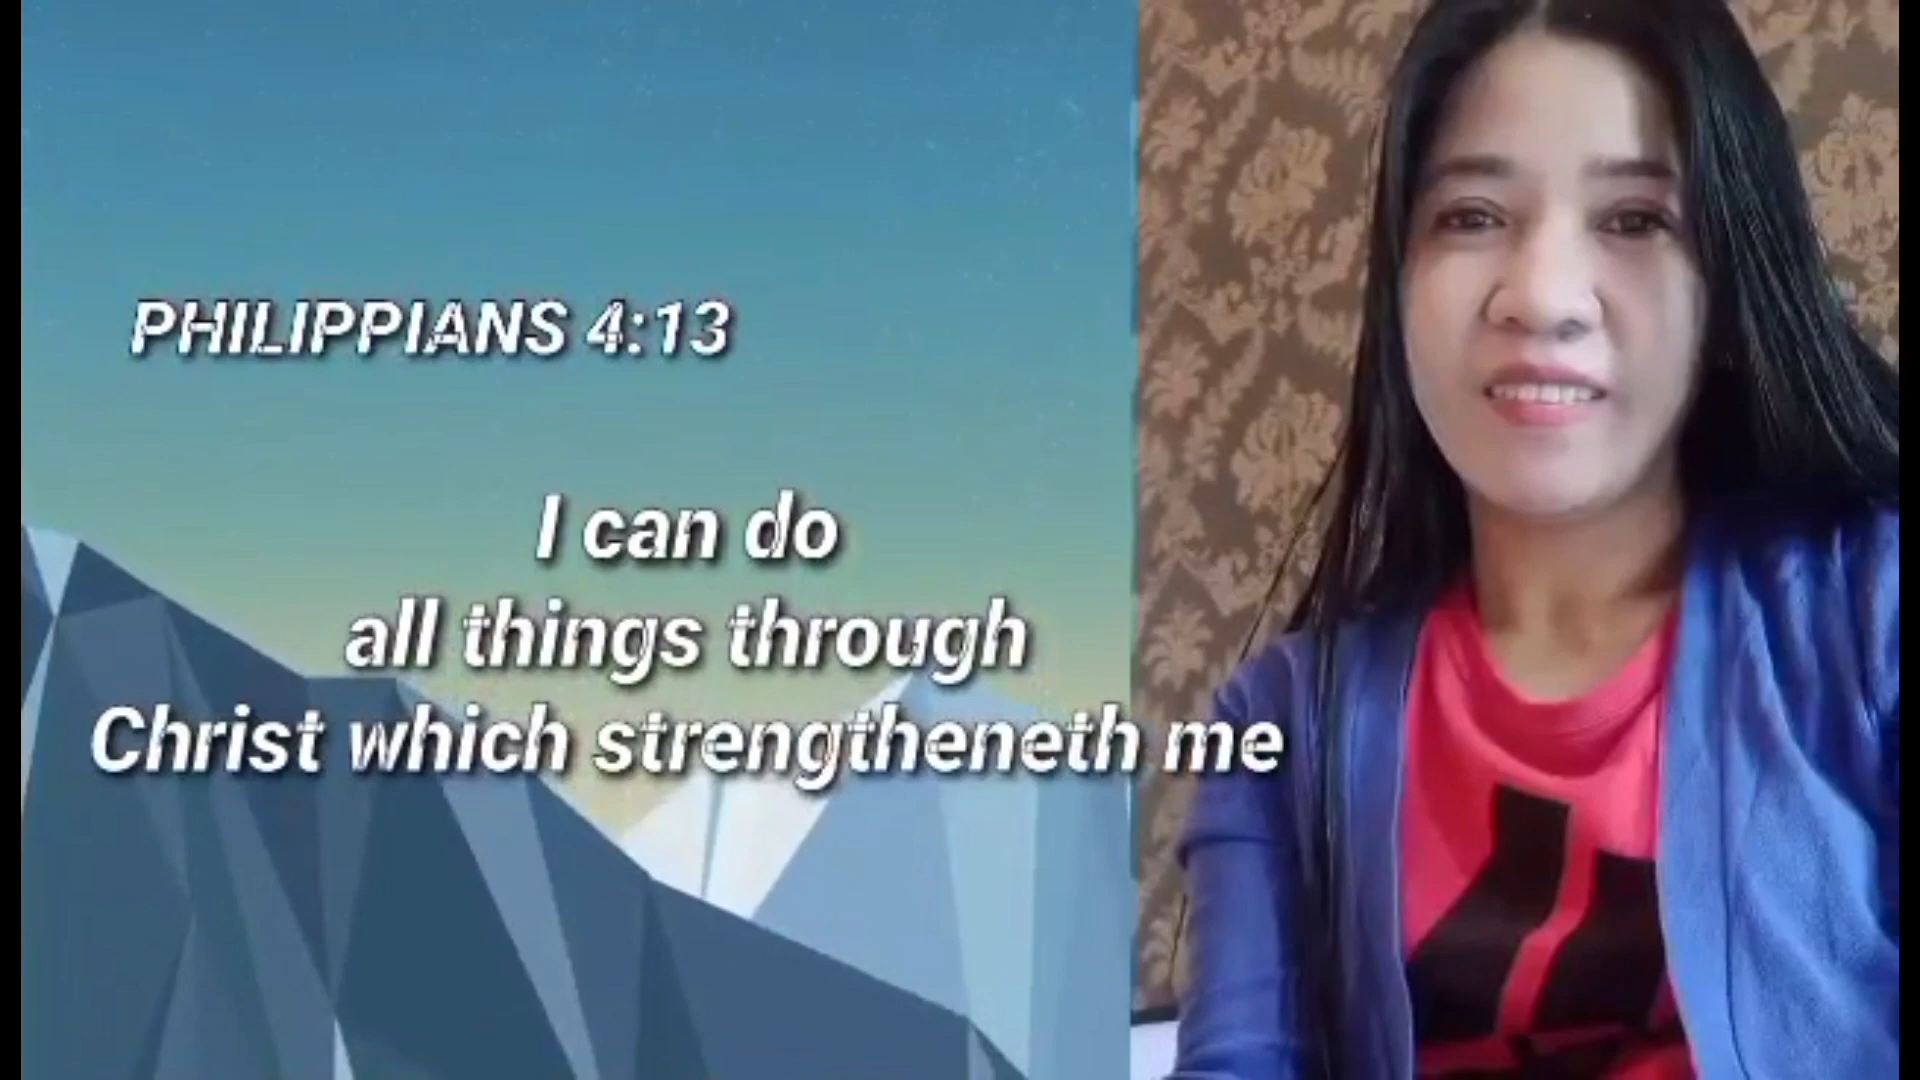 PHILIPPIANS 4:13
I can do
all things through
Christ which strengtheneth me